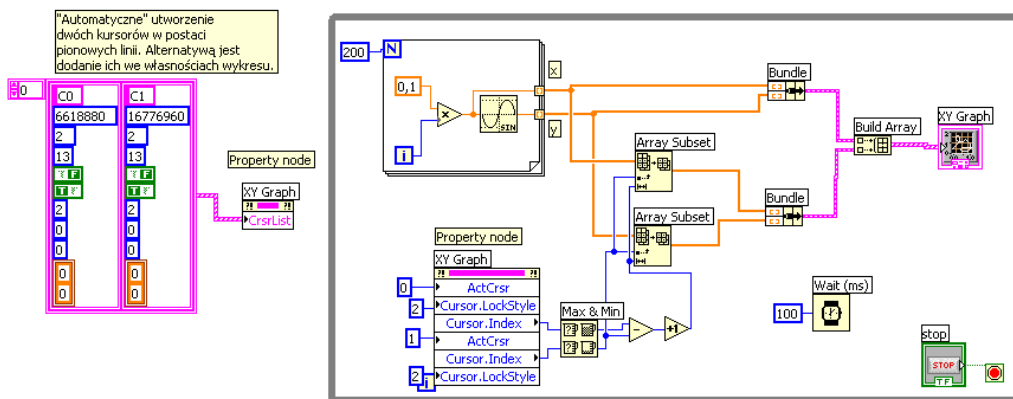 "Automatyczne" utworzenie
dwóch kursorów w postaci
pionowych linii. Alternatywą jest
dodanie ich we własnościach wykresu.
0
C0
6618880
2
13
F
T
2
0
0
0
0
C1
16776960
2
13
F
T
2
0
0
0
0
Property node
XY Graph
CrsrList
200
N
0,1
i
SIN
x
y
Bundle
Build Array
XY Graph
Array Subset
Bundle
Array Subset
Property node
XY Graph
0
ActCrsr
2
Cursor.LockStyle
Cursor.Index
1
ActCrsr
Cursor.Index
2
i
Cursor.LockStyle
Max & Min
+1
Wait (ms)
100
stop
STOP
TF